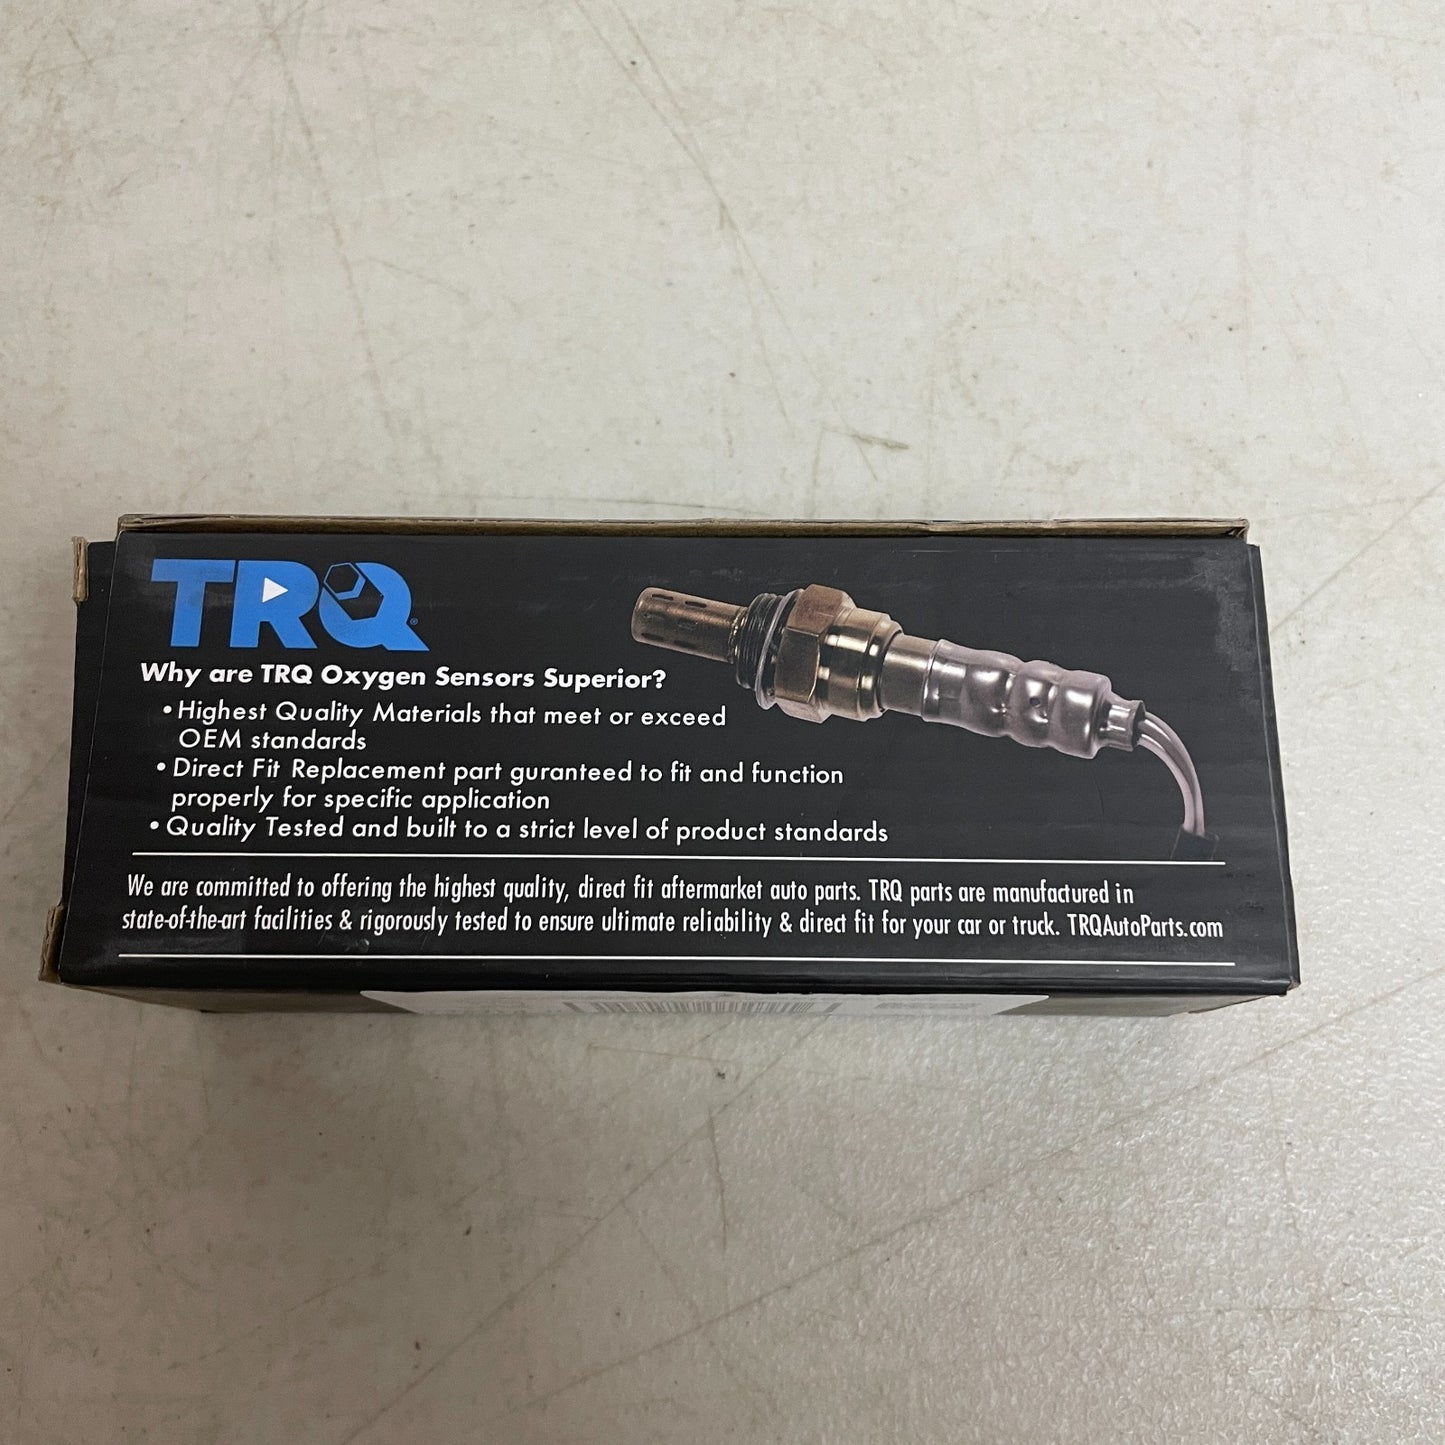 TRQ®
Why are TRQ Oxygen Sensors Superior?
• Highest Quality Materials that meet or exceed
OEM standards
• Direct Fit Replacement part guranteed to fit and function
properly for specific application
• Quality Tested and built to a strict level of product standards
We are committed to offering the highest quality, direct fit aftermarket auto parts. TRQ parts are manufactured in
state-of-the-art facilities & rigorously tested to ensure ultimate reliability & direct fit for your car or truck. TRQAutoParts.com